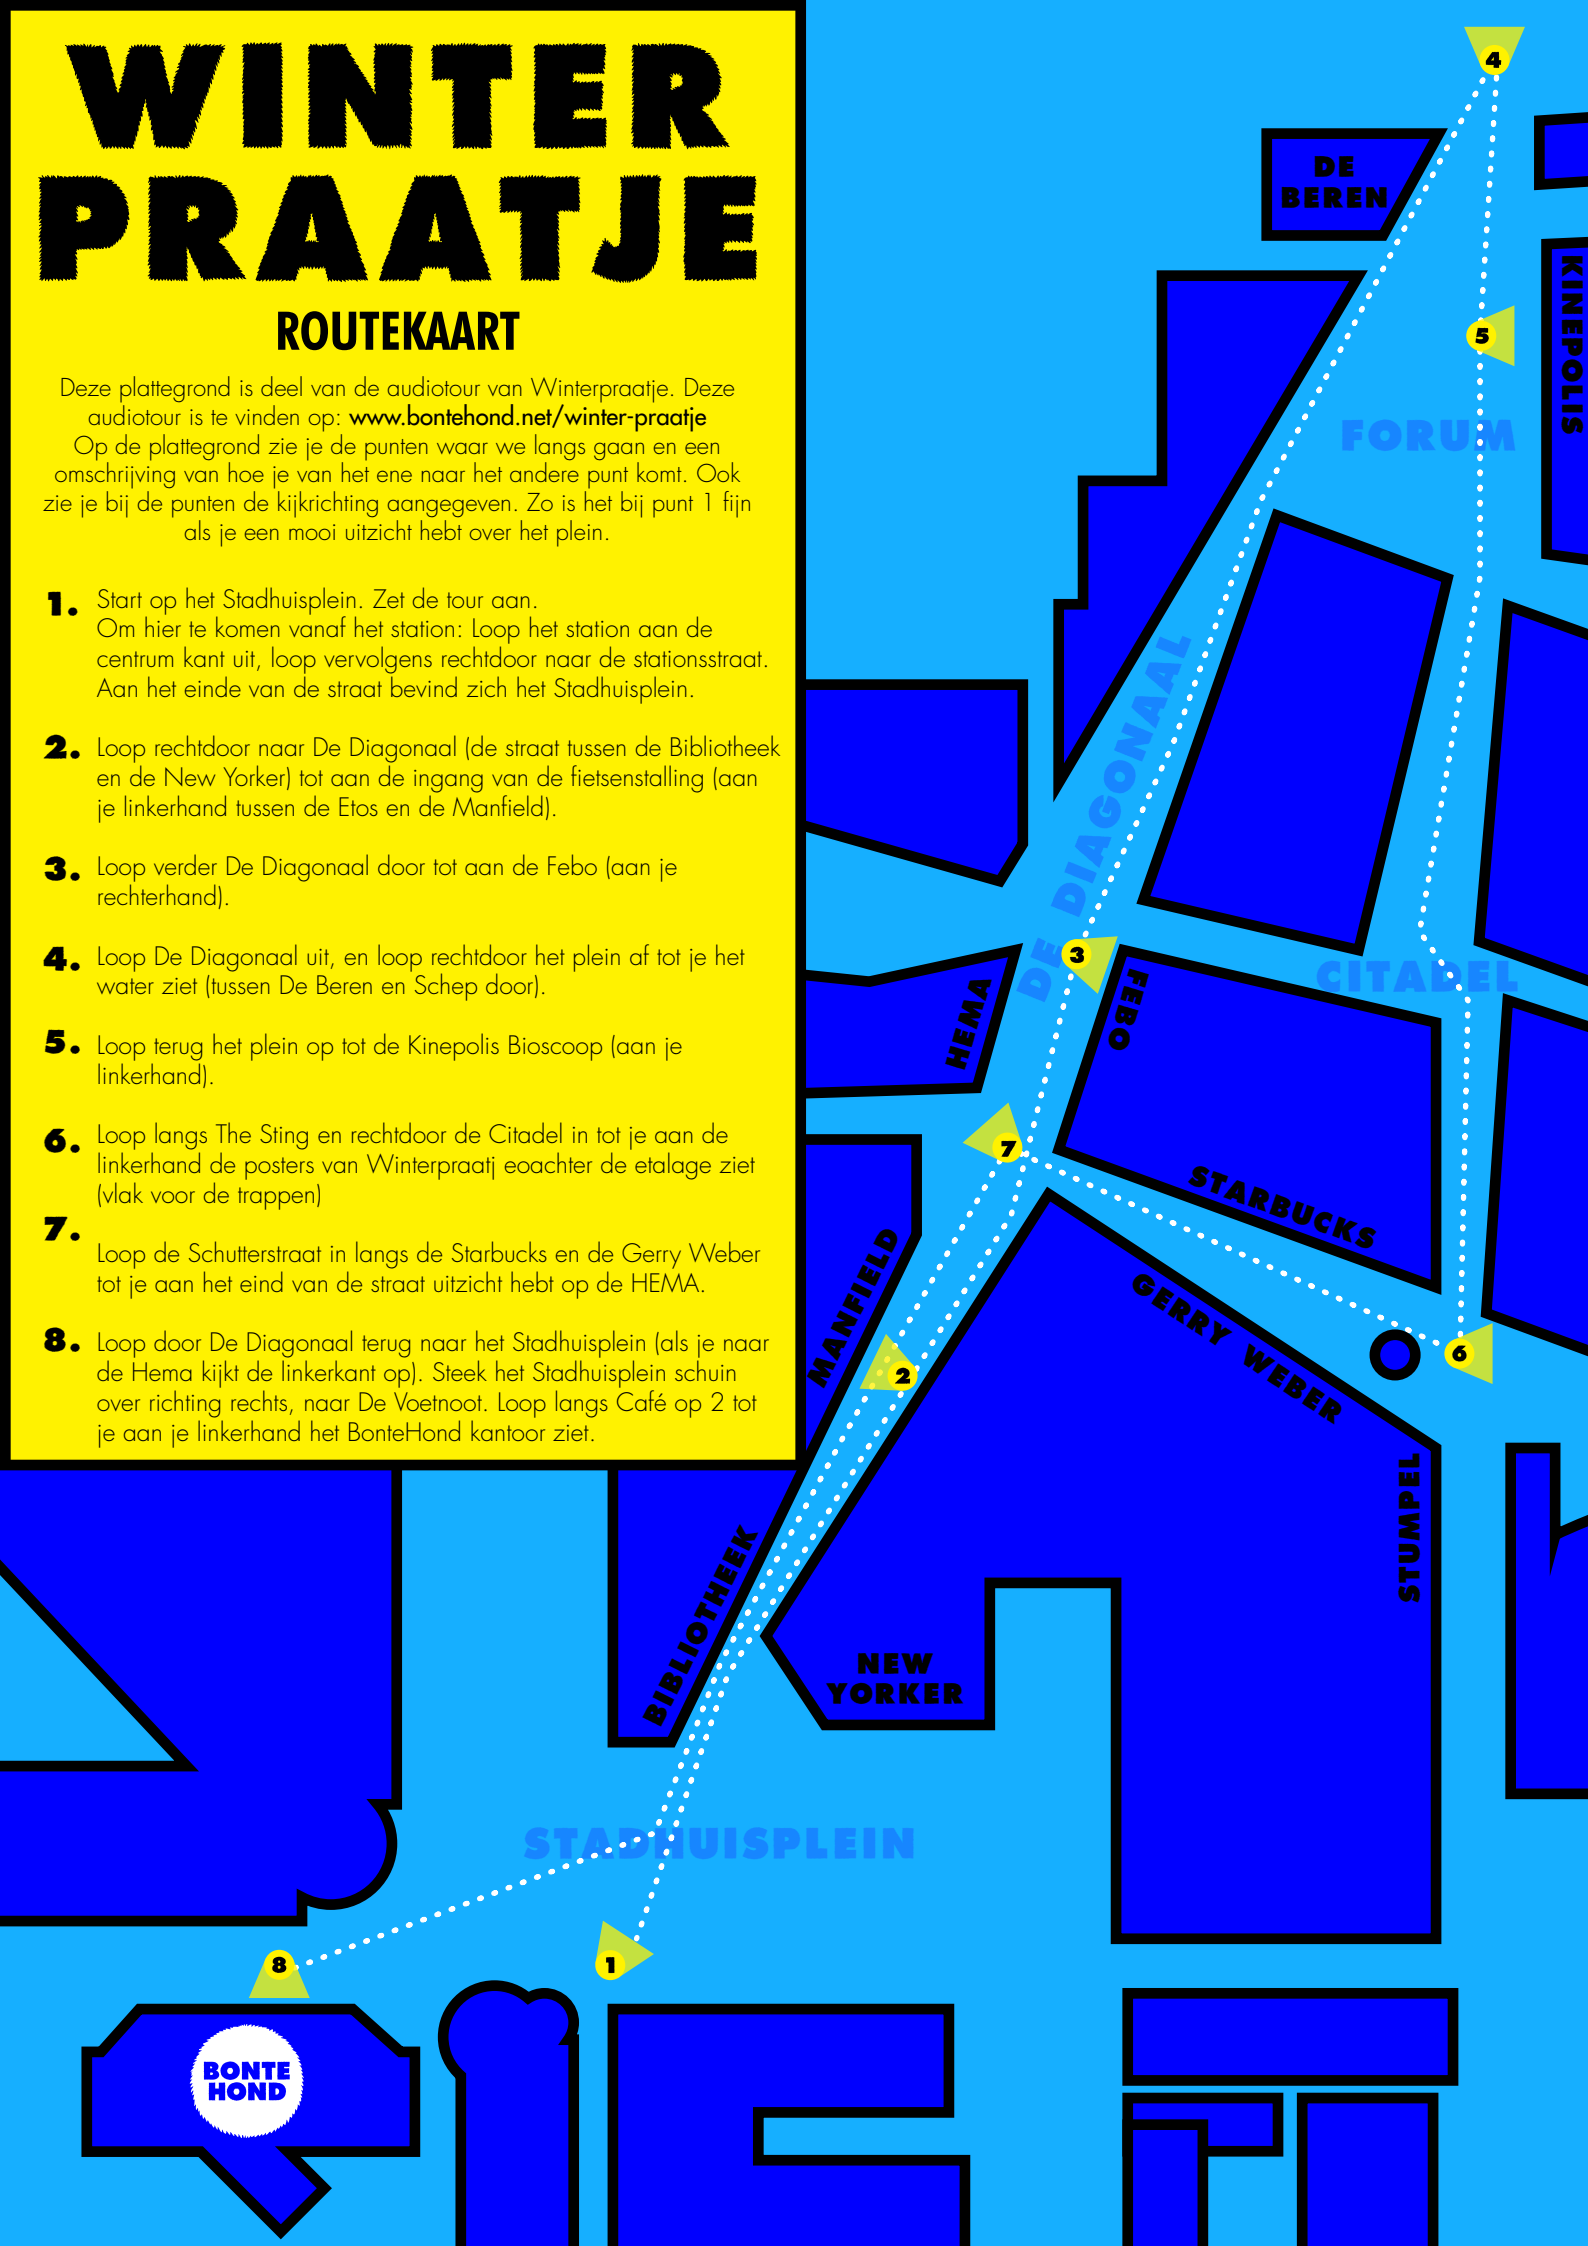 WINTER
PRAATJE
ROUTEKAART
Deze plattegrond is deel van de audiotour van Winterpraatje. Deze
audiotour is te vinden op: www.bontehond.net/winter-praatje
Op de plattegrond zie je de punten waar we langs gaan en een
omschrijving van hoe je van het ene naar het andere punt komt. Ook
zie je bij de punten de kijkrichting aangegeven. Zo is het bij punt 1 fijn
als je een mooi uitzicht hebt over het plein.
1. Start op het Stadhuisplein. Zet de tour aan.
Om hier te komen vanaf het station: Loop het station aan de
centrum kant uit, loop vervolgens rechtdoor naar de stationsstraat.
Aan het einde van de straat bevind zich het Stadhuisplein.
2. Loop rechtdoor naar De Diagonaal (de straat tussen de Bibliotheek
en de New Yorker) tot aan de ingang van de fietsenstalling (aan
je linkerhand tussen de Etos en de Manfield).
3. Loop verder De Diagonaal door tot aan de Febo (aan je
rechterhand).
4. Loop De Diagonaal uit, en loop rechtdoor het plein af tot je het
water ziet (tussen De Beren en Schep door).
5. Loop terug het plein op tot de Kinepolis Bioscoop (aan je
linkerhand).
6. Loop langs The Sting en rechtdoor de Citadel in tot je aan de
linkerhand de posters van Winterpraatj eoachter de etalage ziet
(vlak voor de trappen)
7.
Loop de Schutterstraat in langs de Starbucks en de Gerry Weber
tot je aan het eind van de straat uitzicht hebt op de HEMA.
8. Loop door De Diagonaal terug naar het Stadhuisplein (als je naar
de Hema kijkt de linkerkant op). Steek het Stadhuisplein schuin
over richting rechts, naar De Voetnoot. Loop langs Café op 2 tot
je aan je linkerhand het BonteHond kantoor ziet.
4
DE
BEREN
KINEPOLIS
5
FORUM
DE DIAGONAAL
3
CITADEL
HEMA
FEBO
7
STARBUCKS
MANFIELD
GERRY WEBER
6
2
STUMPEL
BIBLIOTHEEK
NEW
YORKER
STADHUISPLEIN
8
1
BONTE
HOND